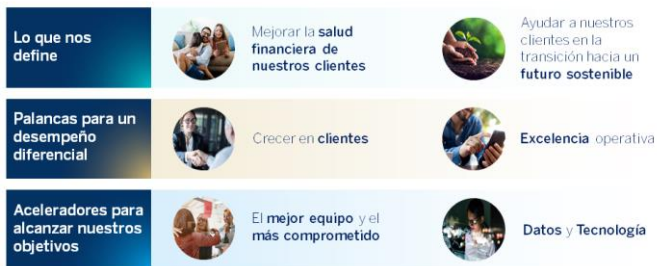 Lo que nos
define
Mejorar la salud
financiera de
nuestros clientes
Ayudar a nuestros
clientes en la
transición hacia un
futuro sostenible
Palancas para un
desempeño
diferencial
Crecer en clientes
Excelencia operativa
Aceleradores para
alcanzar nuestros
objetivos
El mejor equipo y el
más comprometido
Datos y Tecnología